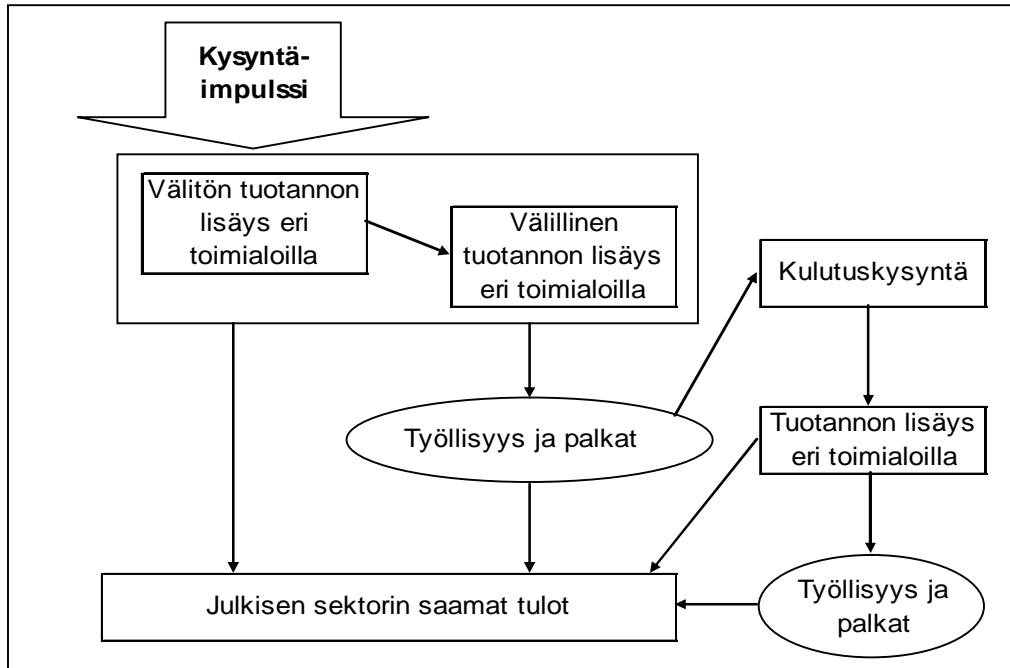 Kysyntä-
impulssi
Välitön tuotannon
lisäys eri
toimialoilla
Välillinen
tuotannon lisäys
eri toimialoilla
Kulutuskysyntä
Työllisyys ja palkat
Tuotannon lisäys
eri toimialoilla
Julkisen sektorin saamat tulot
Työllisyys ja
palkat